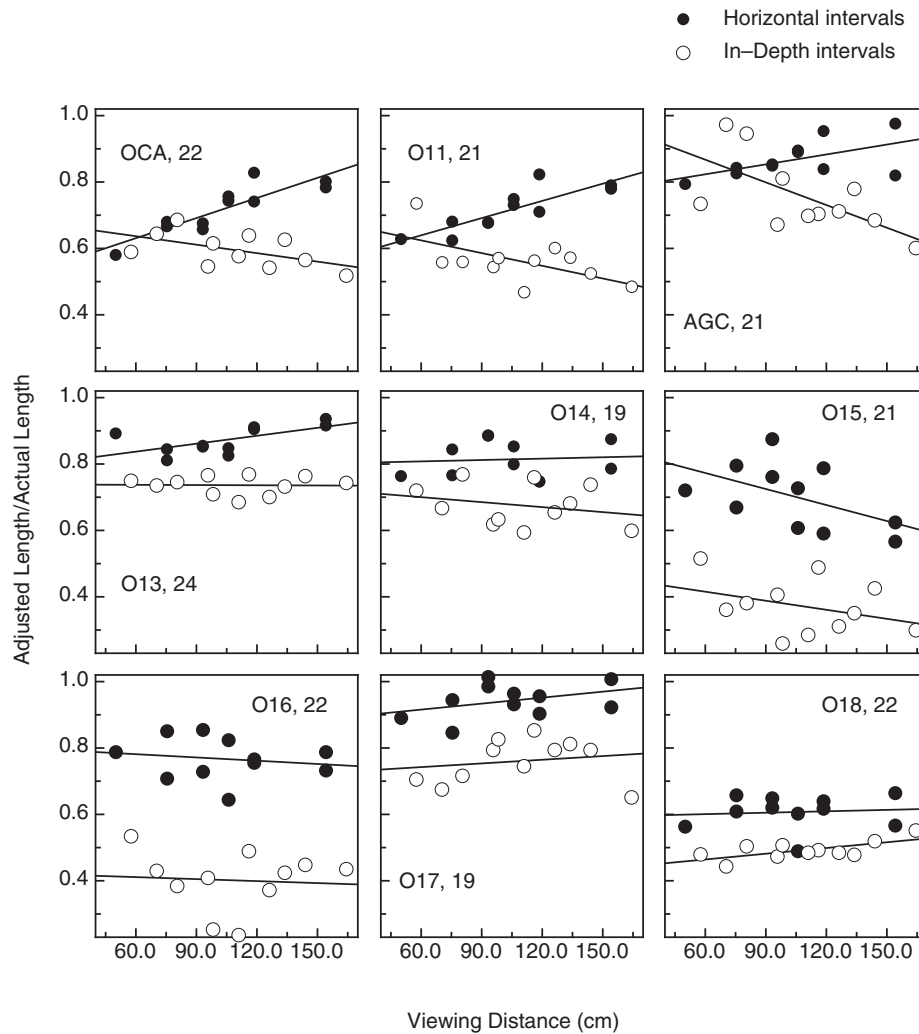 Horizontal intervals
In–Depth intervals
Adjusted Length/Actual Length
1.0
0.8
0.6
0.4
OCA, 22
O11, 21
AGC, 21
1.0
0.8
0.6
0.4
O13, 24
O14, 19
O15, 21
1.0
0.8
0.6
0.4
O16, 22
O17, 19
O18, 22
60.0 90.0 120.0 150.0 60.0 90.0 120.0 150.0 60.0 90.0 120.0 150.0
Viewing Distance (cm)